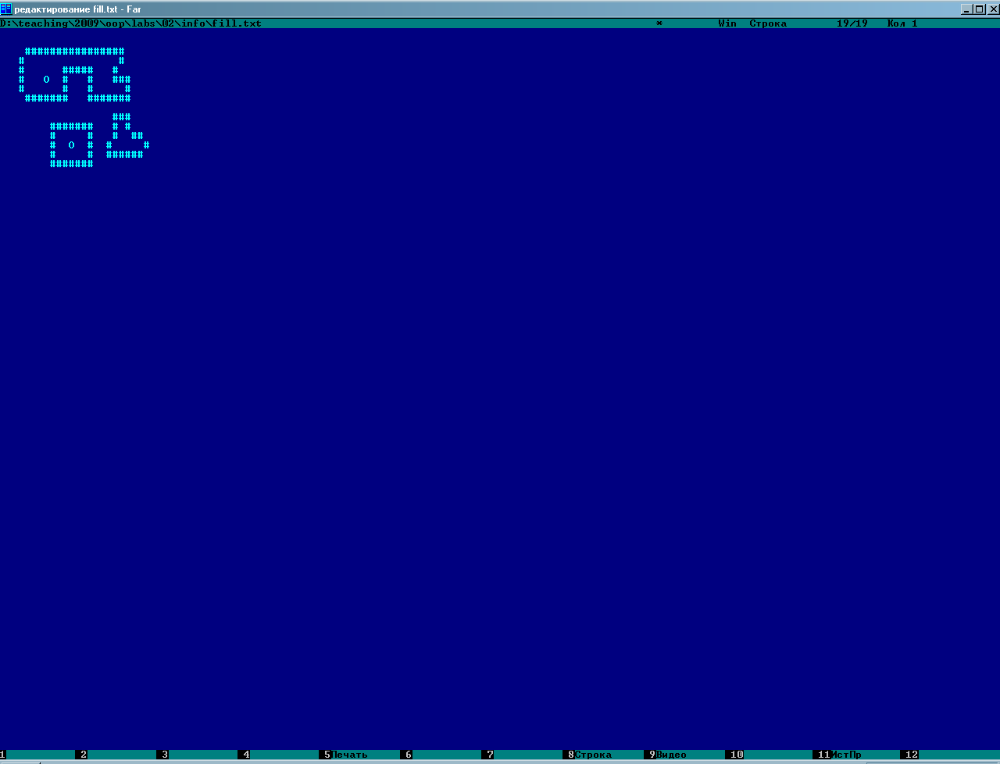 редактирование fill.txt - Far
D:\teaching\2009\oop\labs\02\info\fill.txt * Win Строка 19/19 Кол 1
    ################
   #               #
   #      #####   #
   #   O  #   #   ###
   #      #   #     #
    #######   #######
                  ###
        #######   # #
        #     #   #  ##
        #  O  #  #     #
        #     #  ######
        #######
1 2 3 4 5Печать 6 7 8Строка 9Видео 10 11ИстПр 12